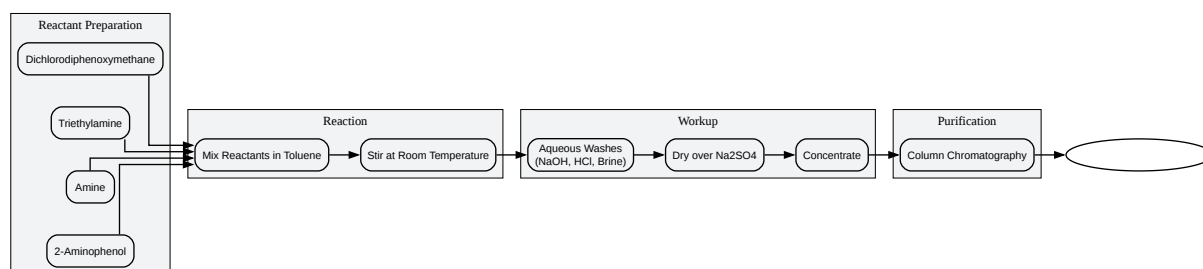 Reactant Preparation
Dichlorodiphenoxymethane
Triethylamine
Amine
2-Aminophenol
Reaction
Mix Reactants in Toluene
Stir at Room Temperature
Workup
Aqueous Washes
(NaOH, HCl, Brine)
Dry over Na2SO4
Concentrate
Purification
Column Chromatography